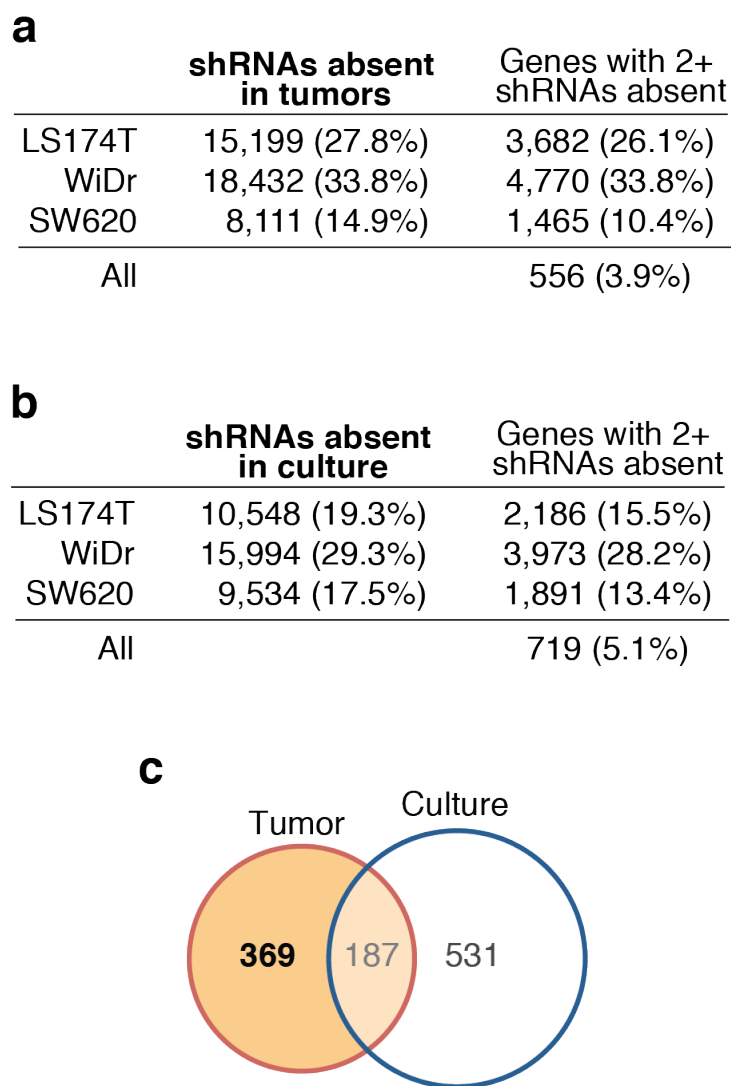 a
shRNAs absent Genes with 2+
in tumors shRNAs absent
LS174T 15,199 (27.8%) 3,682 (26.1%)
WiDr 18,432 (33.8%) 4,770 (33.8%)
SW620 8,111 (14.9%) 1,465 (10.4%)
All 556 (3.9%)
b
shRNAs absent Genes with 2+
in culture shRNAs absent
LS174T 10,548 (19.3%) 2,186 (15.5%)
WiDr 15,994 (29.3%) 3,973 (28.2%)
SW620 9,534 (17.5%) 1,891 (13.4%)
All 719 (5.1%)
c
Tumor Culture
369 187 531